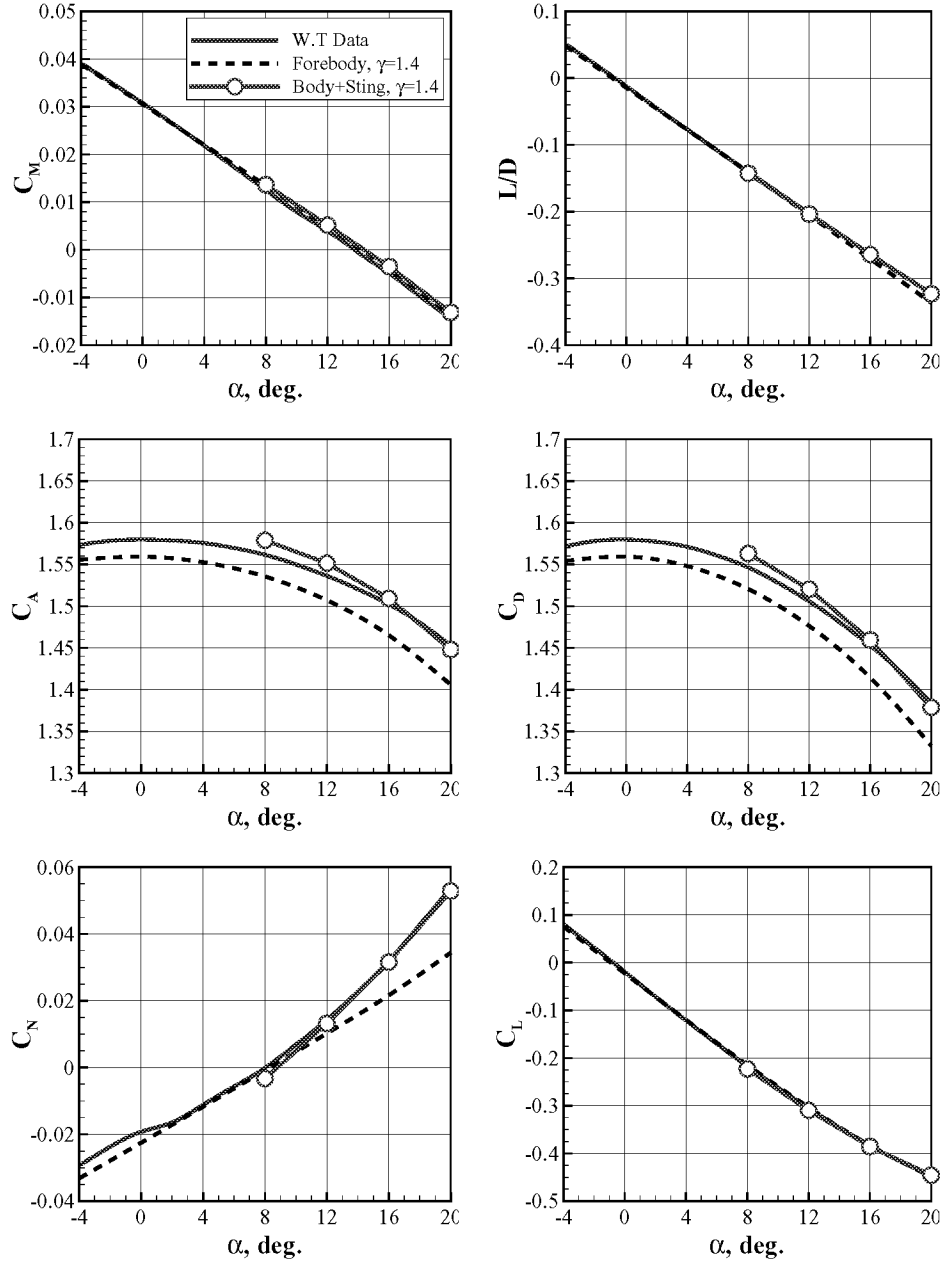 0.05
0.04
0.03
0.02
0.01
0
-0.01
-0.02
C_M
W.T Data
Forebody, γ=1.4
Body+Sting, γ=1.4
-4 0 4 8 12 16 20
α, deg.
0.1
0
-0.1
-0.2
-0.3
-0.4
L/D
-4 0 4 8 12 16 20
α, deg.
1.7
1.65
1.6
1.55
1.5
1.45
1.4
1.35
1.3
C_A
-4 0 4 8 12 16 20
α, deg.
1.7
1.65
1.6
1.55
1.5
1.45
1.4
1.35
1.3
C_D
-4 0 4 8 12 16 20
α, deg.
0.06
0.04
0.02
0
-0.02
-0.04
C_N
-4 0 4 8 12 16 20
α, deg.
0.2
0.1
0
-0.1
-0.2
-0.3
-0.4
-0.5
C_L
-4 0 4 8 12 16 20
α, deg.